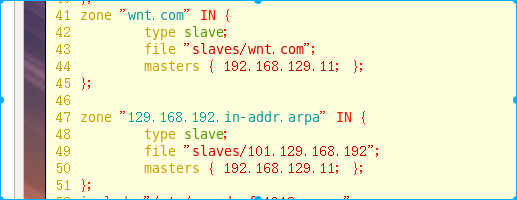 41 zone "wnt.com" IN {
42         type slave;
43         file "slaves/wnt.com";
44         masters { 192.168.129.11; };
45 };
46
47 zone "129.168.192.in-addr.arpa" IN {
48         type slave;
49         file "slaves/101.129.168.192";
50         masters { 192.168.129.11; };
51 };